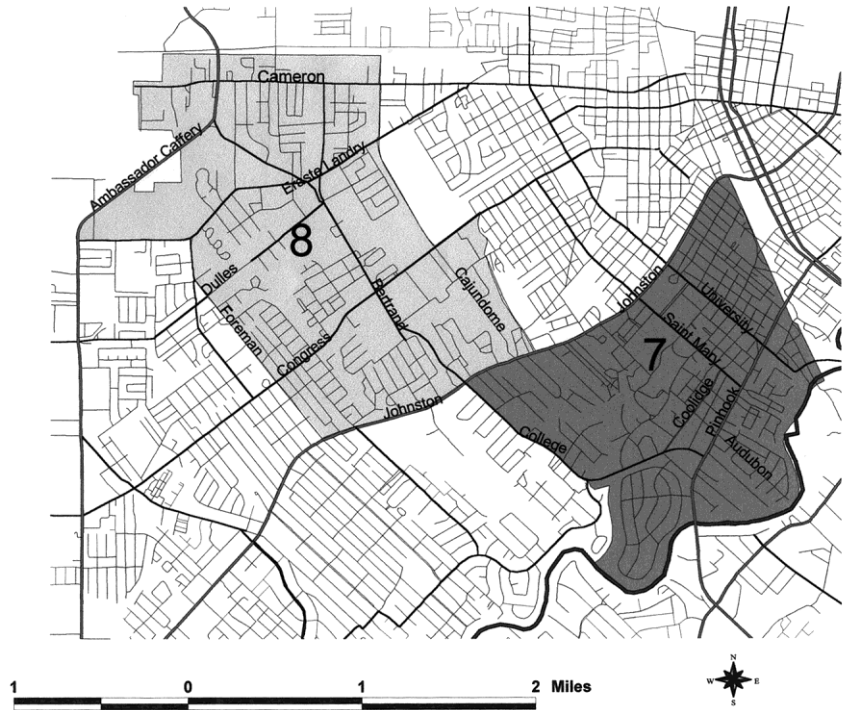 Cameron
Ambassador Caffery
Eraste Landry
8
Dulles
Foreman
Congress
Bertrand
Cajundome
Johnston
Johnston
University
Saint Mary
7
Coolidge
Pinhook
Audubon
College
1 0 1 2 Miles
N
W E
S